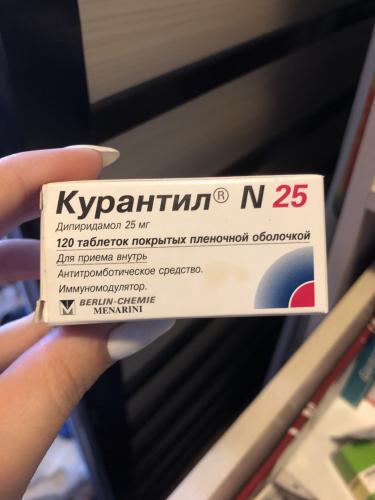 Курантил® N 25
Дипиридамол 25 мг
120 таблеток покрытых пленочной оболочкой
Для приема внутрь
Антитромботическое средство.
Иммуномодулятор.
BERLIN-CHEMIE
MENARINI